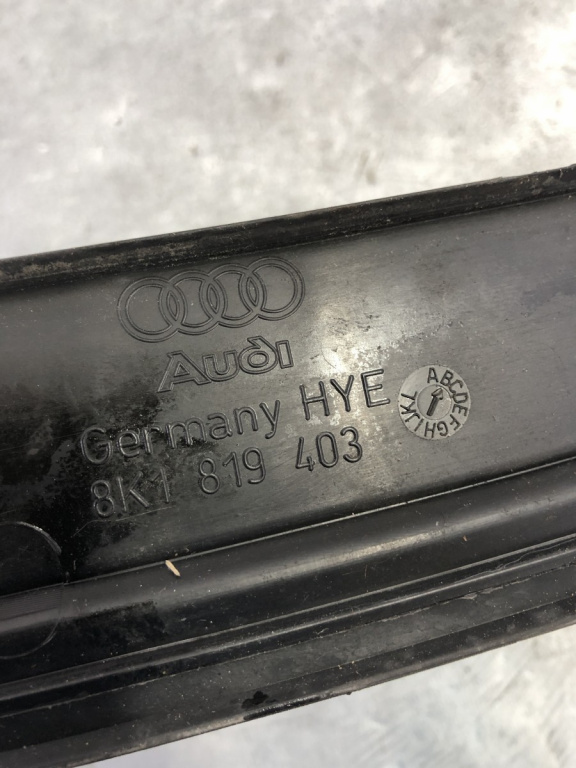 Audi
Germany HYE
8K1 819 403
ABCDEFGHIJKL